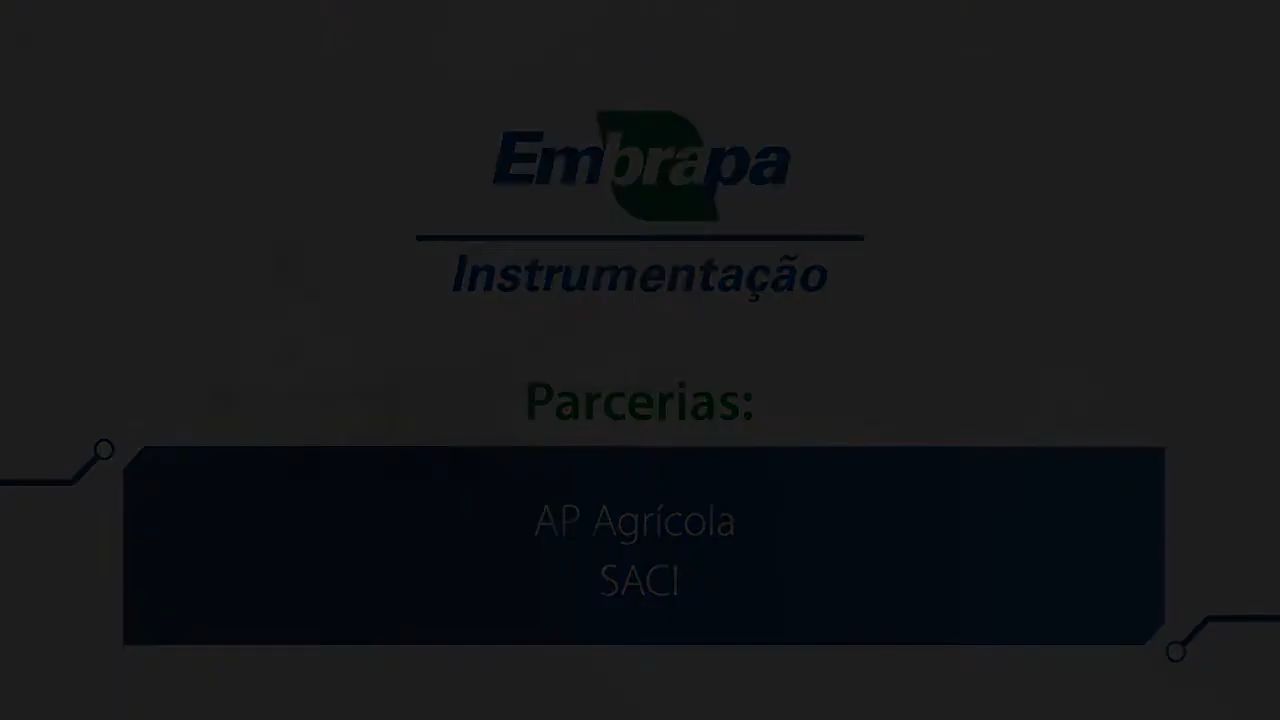 Embrapa
Instrumentação
Parcerias:
AP Agrícola
SACI